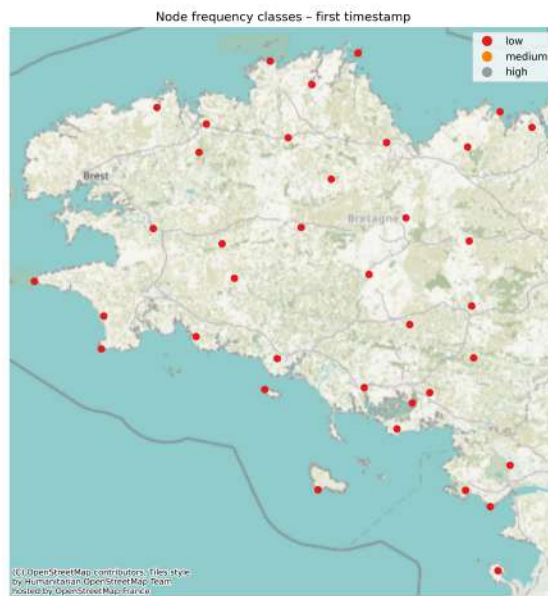 Node frequency classes – first timestamp
low
medium
high
Brest
Bretagne
(C) OpenStreetMap contributors, Tiles style
by Humanitarian OpenStreetMap Team
hosted by OpenStreetMap France